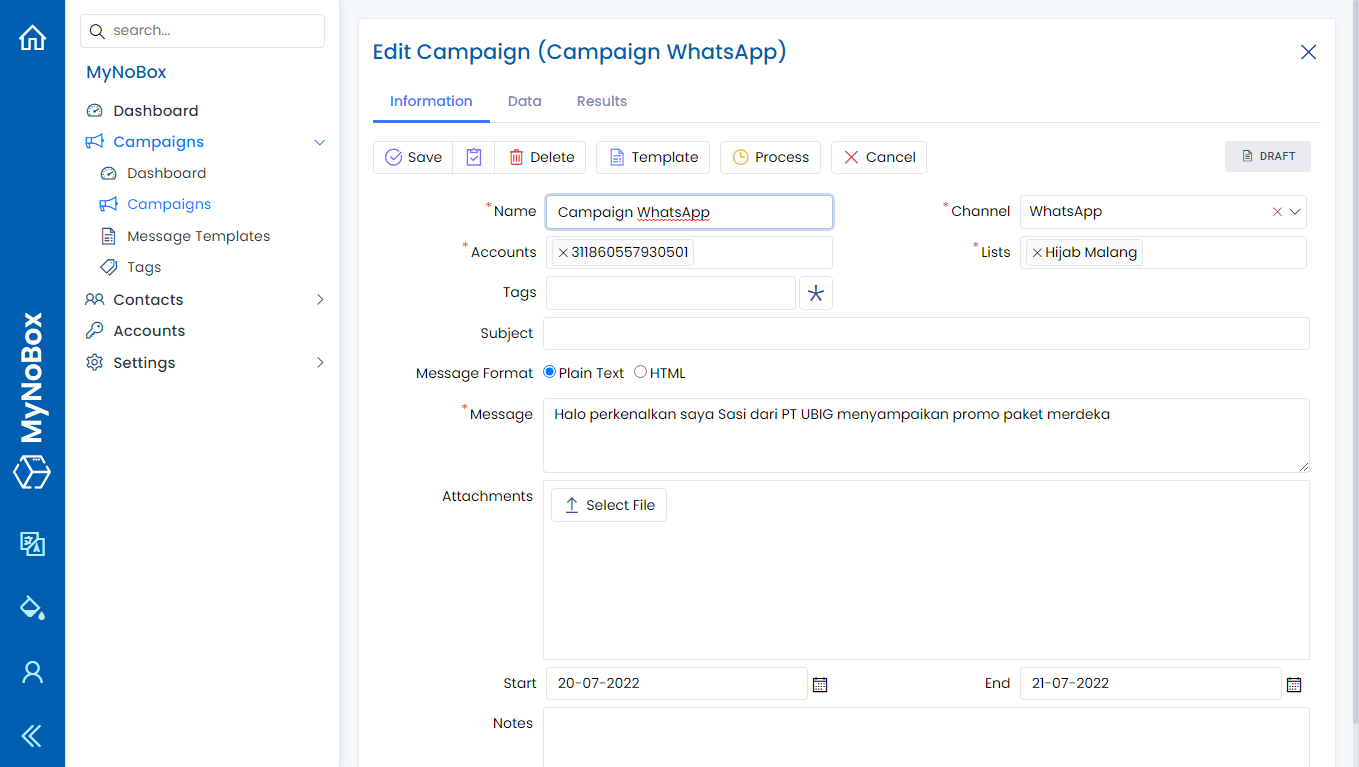 search...
MyNoBox
Dashboard
Campaigns
Dashboard
Campaigns
Message Templates
Tags
Contacts
Accounts
Settings
MyNoBox
Edit Campaign (Campaign WhatsApp)
Information Data Results
Save Delete Template Process Cancel DRAFT
*Name Campaign WhatsApp *Channel WhatsApp
*Accounts ×311860557930501 *Lists ×Hijab Malang
Tags
Subject
Message Format Plain Text HTML
*Message Halo perkenalkan saya Sasi dari PT UBIG menyampaikan promo paket merdeka
Attachments Select File
Start 20-07-2022 End 21-07-2022
Notes